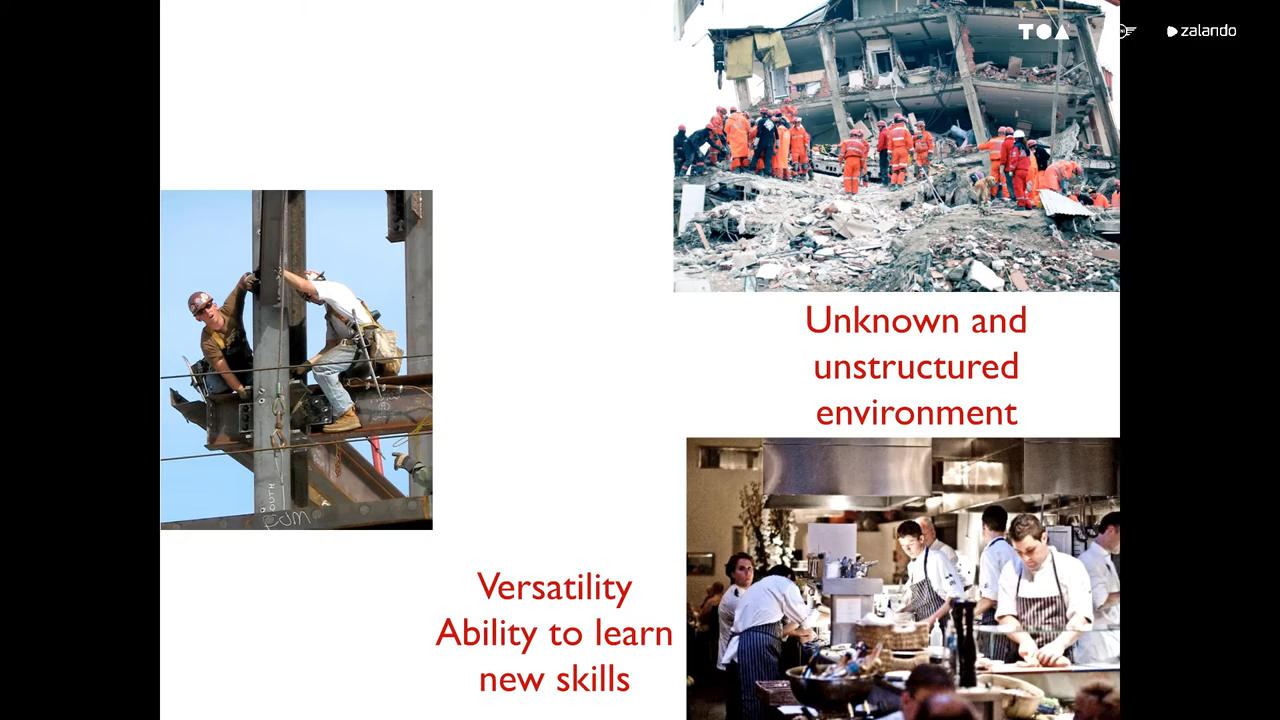 TOA
zalando
Unknown and
unstructured
environment
Versatility
Ability to learn
new skills